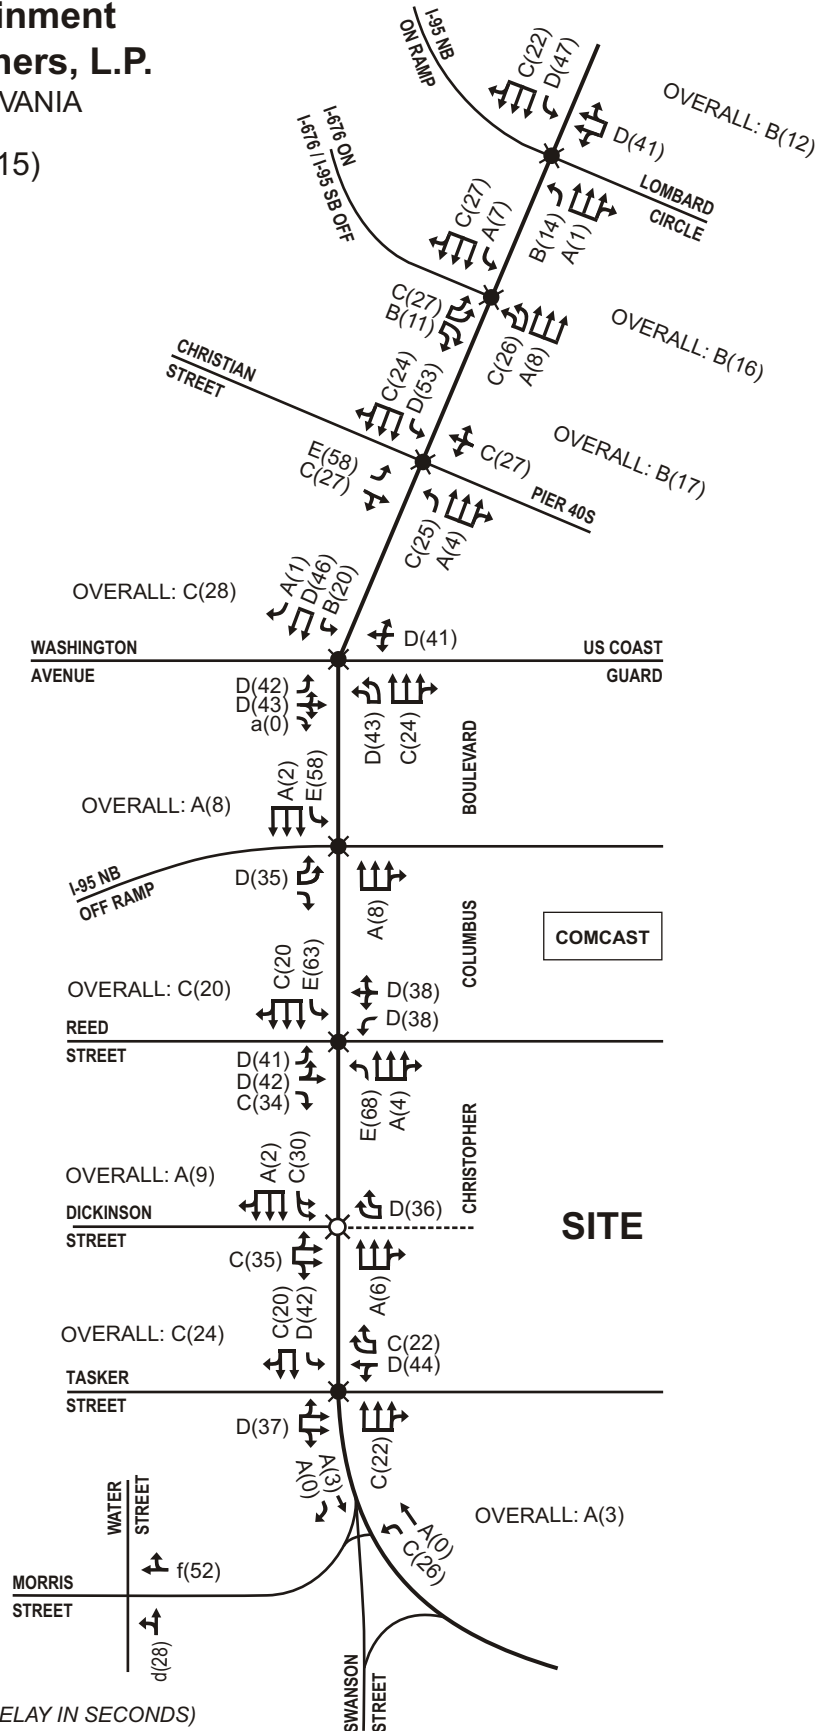 inment
ners, L.P.
VANIA
15)
I-95 NB
ON RAMP
C(22)
D(47)
D(41)
OVERALL: B(12)
LOMBARD
CIRCLE
B(14)
A(1)
I-676 ON
I-676 / I-95 SB OFF
C(27)
A(7)
C(27)
B(11)
C(26)
A(8)
OVERALL: B(16)
CHRISTIAN
STREET
C(24)
D(53)
E(58)
C(27)
C(27)
OVERALL: B(17)
PIER 40S
C(25)
A(4)
OVERALL: C(28)
A(1)
D(46)
B(20)
D(41)
WASHINGTON
AVENUE
US COAST
GUARD
D(42)
D(43)
a(0)
D(43)
C(24)
BOULEVARD
OVERALL: A(8)
A(2)
E(58)
I-95 NB
OFF RAMP
D(35)
A(8)
COLUMBUS
COMCAST
OVERALL: C(20)
C(20
E(63)
D(38)
D(38)
REED
STREET
D(41)
D(42)
C(34)
E(68)
A(4)
CHRISTOPHER
OVERALL: A(9)
A(2)
C(30)
D(36)
DICKINSON
STREET
SITE
C(35)
A(6)
OVERALL: C(24)
C(20)
D(42)
C(22)
D(44)
TASKER
STREET
D(37)
C(22)
A(0)
A(3)
A(0)
C(26)
OVERALL: A(3)
WATER
STREET
f(52)
MORRIS
STREET
d(28)
SWANSON
STREET
ELAY IN SECONDS)